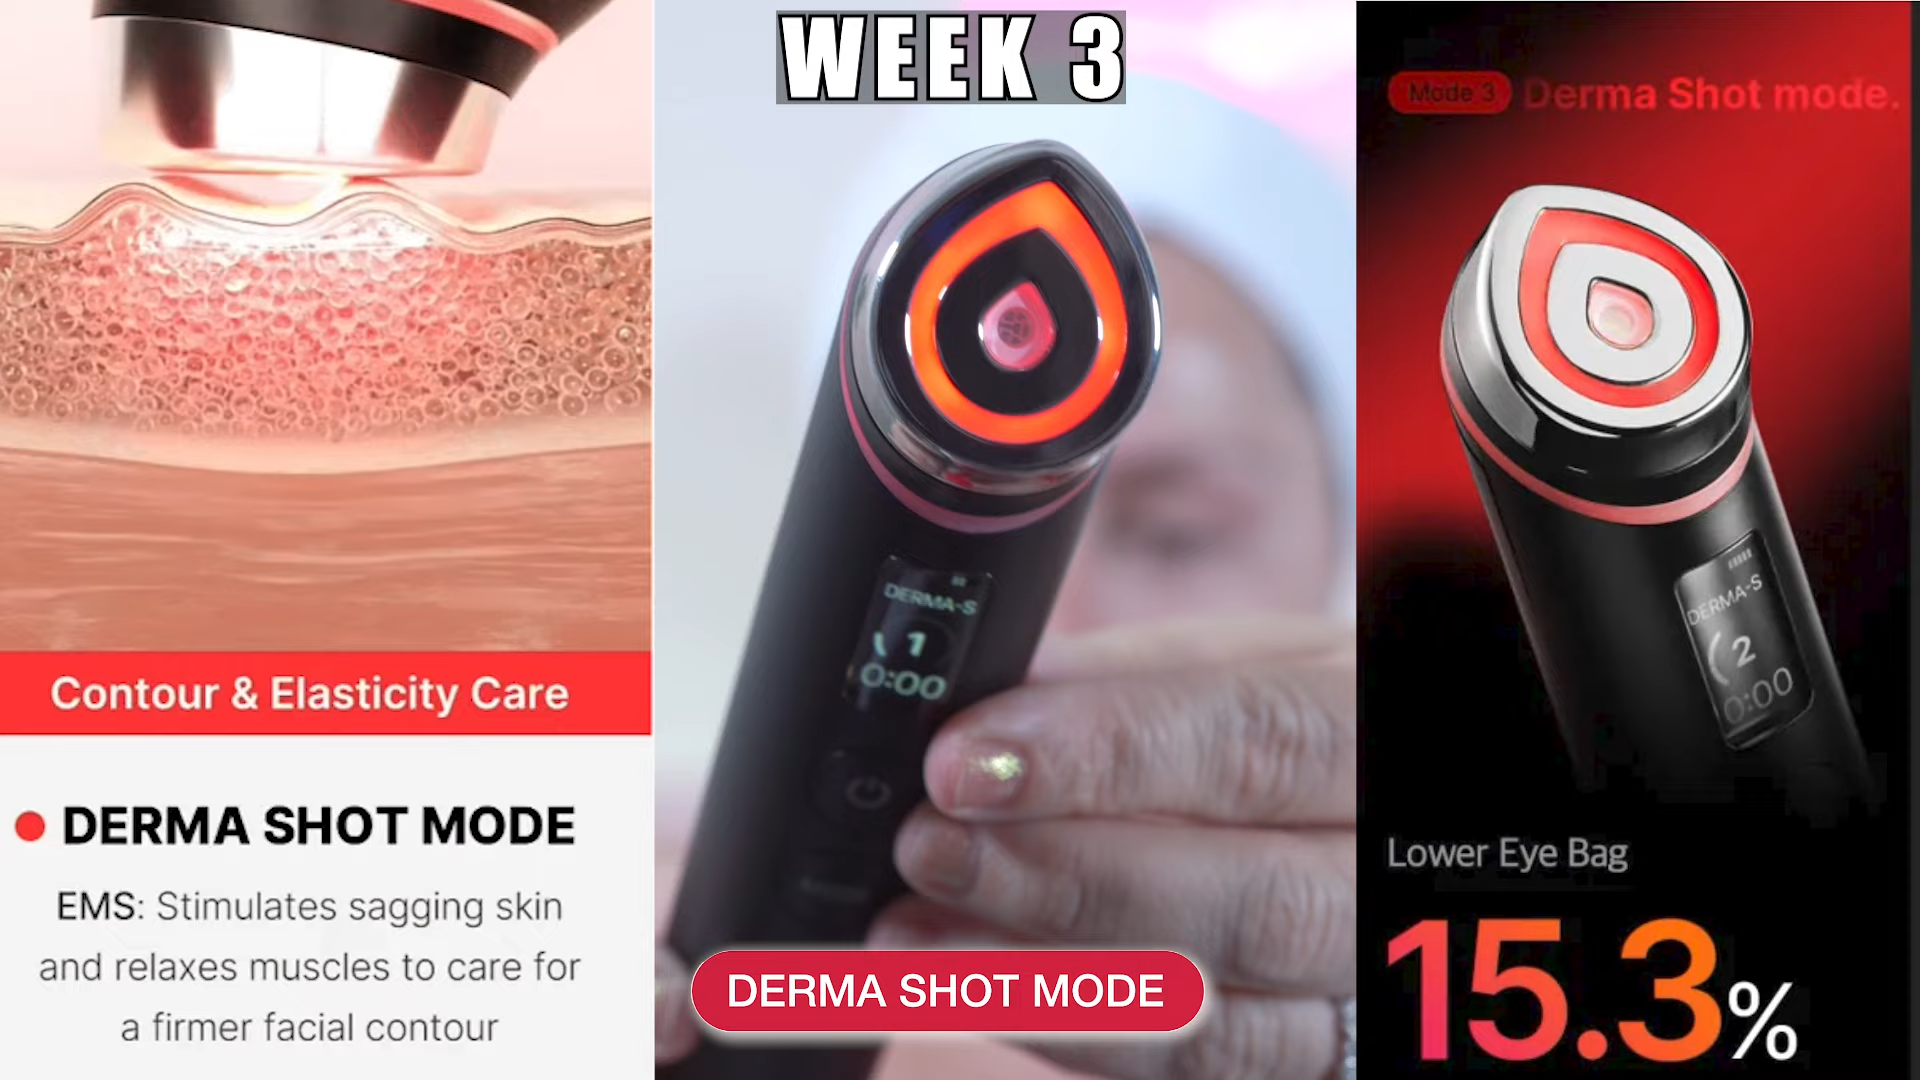 WEEK 3
Contour & Elasticity Care
DERMA SHOT MODE
EMS: Stimulates sagging skin
and relaxes muscles to care for
a firmer facial contour
DERMA-S
1
0:00
DERMA SHOT MODE
Mode 3 Derma Shot mode.
DERMA-S
2
0:00
Lower Eye Bag
15.3%